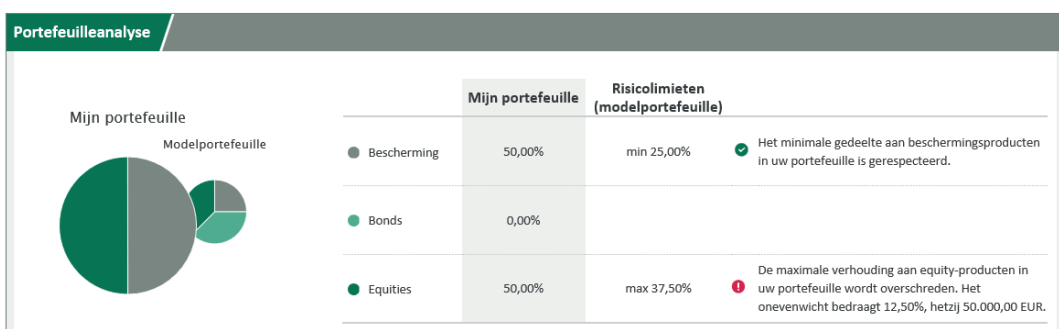 Portefeuilleanalyse
Mijn portefeuille
Modelportefeuille
Mijn portefeuille
Risicolimieten
(modelportefeuille)
Bescherming 50,00% min 25,00% Het minimale gedeelte aan beschermingsproducten
in uw portefeuille is gerespecteerd.
Bonds 0,00%
Equities 50,00% max 37,50% De maximale verhouding aan equity-producten in
uw portefeuille wordt overschreden. Het
onevenwicht bedraagt 12,50%, hetzij 50.000,00 EUR.